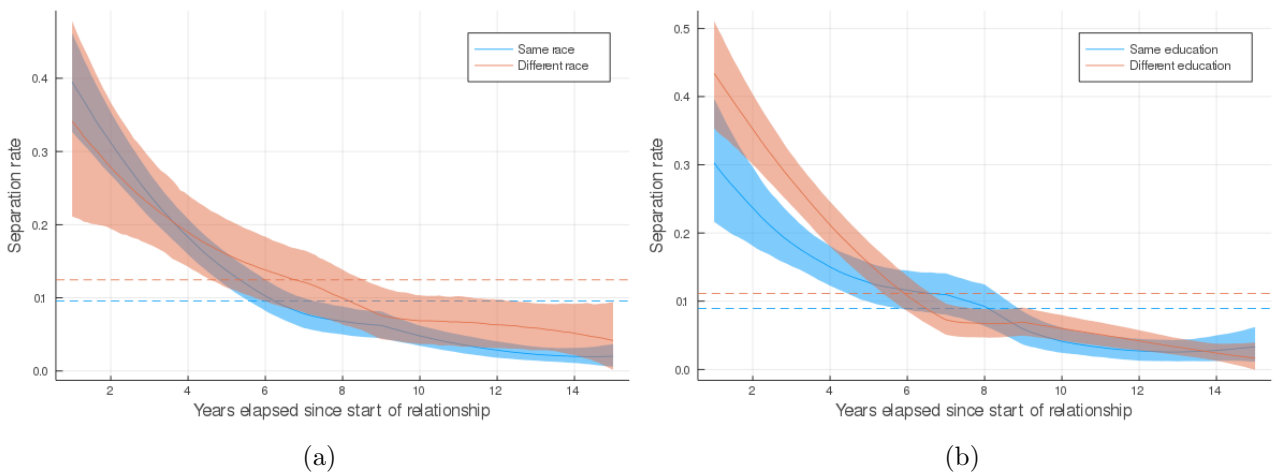 Same race
Different race
0.4
0.3
0.2
0.1
0.0
Separation rate
2 4 6 8 10 12 14
Years elapsed since start of relationship
(a)
Same education
Different education
0.5
0.4
0.3
0.2
0.1
0.0
Separation rate
2 4 6 8 10 12 14
Years elapsed since start of relationship
(b)